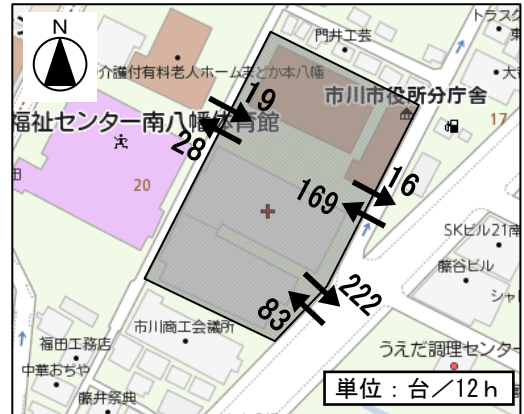 N
門井工芸
トラスク
介護付有料老人ホームまどか本八幡
市川市役所分庁舎
福祉センター南八幡体育館
17
19
28
20
16
169
SKビル21南
藤谷ビル
シャ
222
83
市川商工会議所
福田工務店
中華おぢや
藤井祭典
うえだ調理センター
単位：台／12ｈ